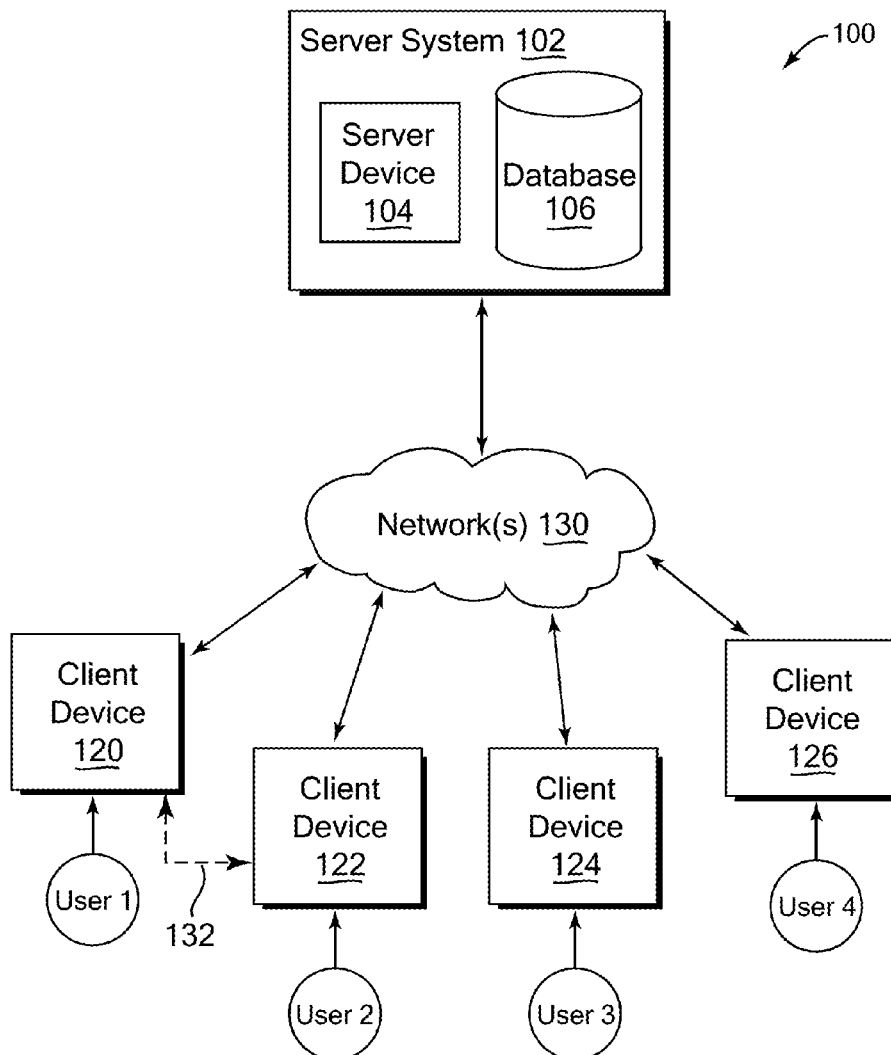 Server System 102
100
Server
Device
104
Database
106
Network(s) 130
Client
Device
120
Client
Device
122
Client
Device
124
Client
Device
126
User 1
132
User 2
User 3
User 4